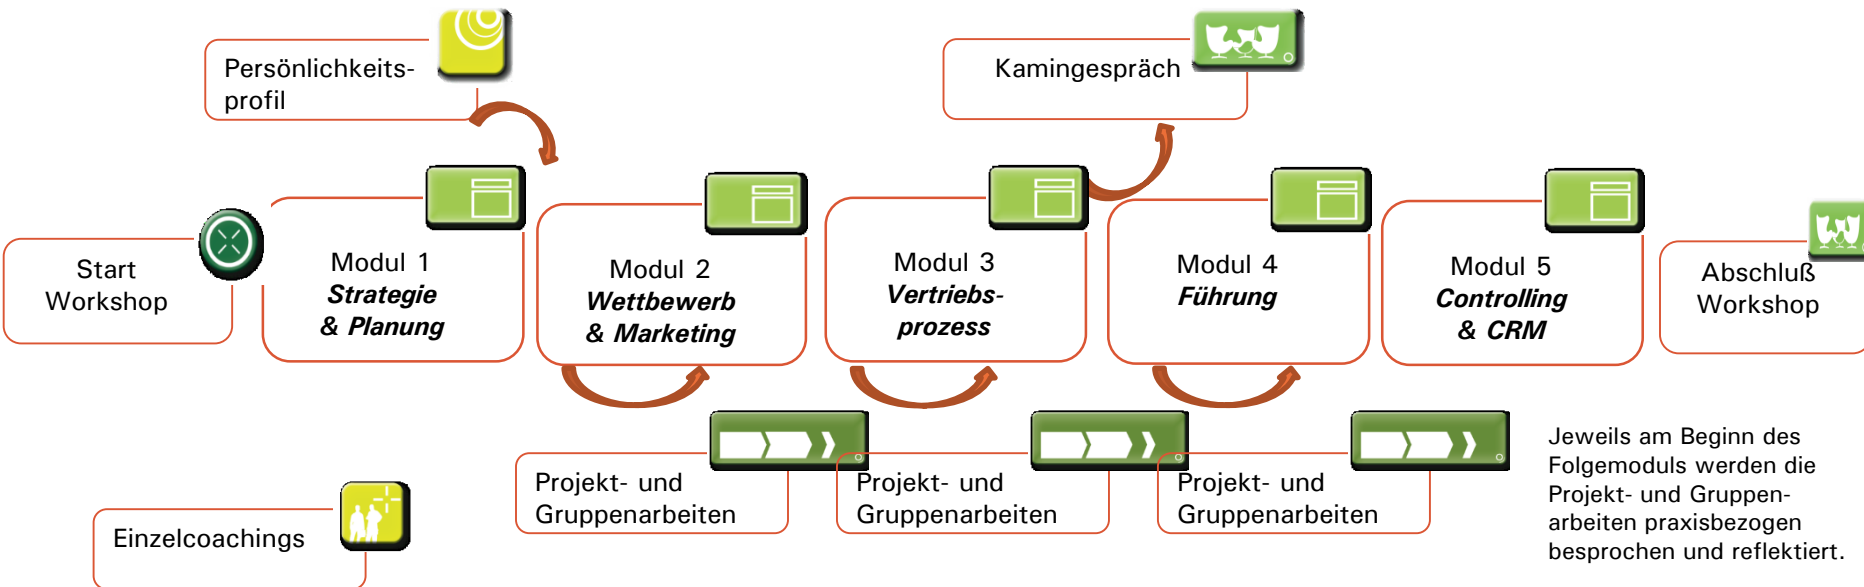 Persönlichkeits-
profil
Kamingespräch
Start
Workshop
Modul 1
Strategie
& Planung
Modul 2
Wettbewerb
& Marketing
Modul 3
Vertriebs-
prozess
Modul 4
Führung
Modul 5
Controlling
& CRM
Abschluß
Workshop
Projekt- und
Gruppenarbeiten
Projekt- und
Gruppenarbeiten
Projekt- und
Gruppenarbeiten
Jeweils am Beginn des
Folgemoduls werden die
Projekt- und Gruppen-
arbeiten praxisbezogen
besprochen und reflektiert.
Einzelcoachings